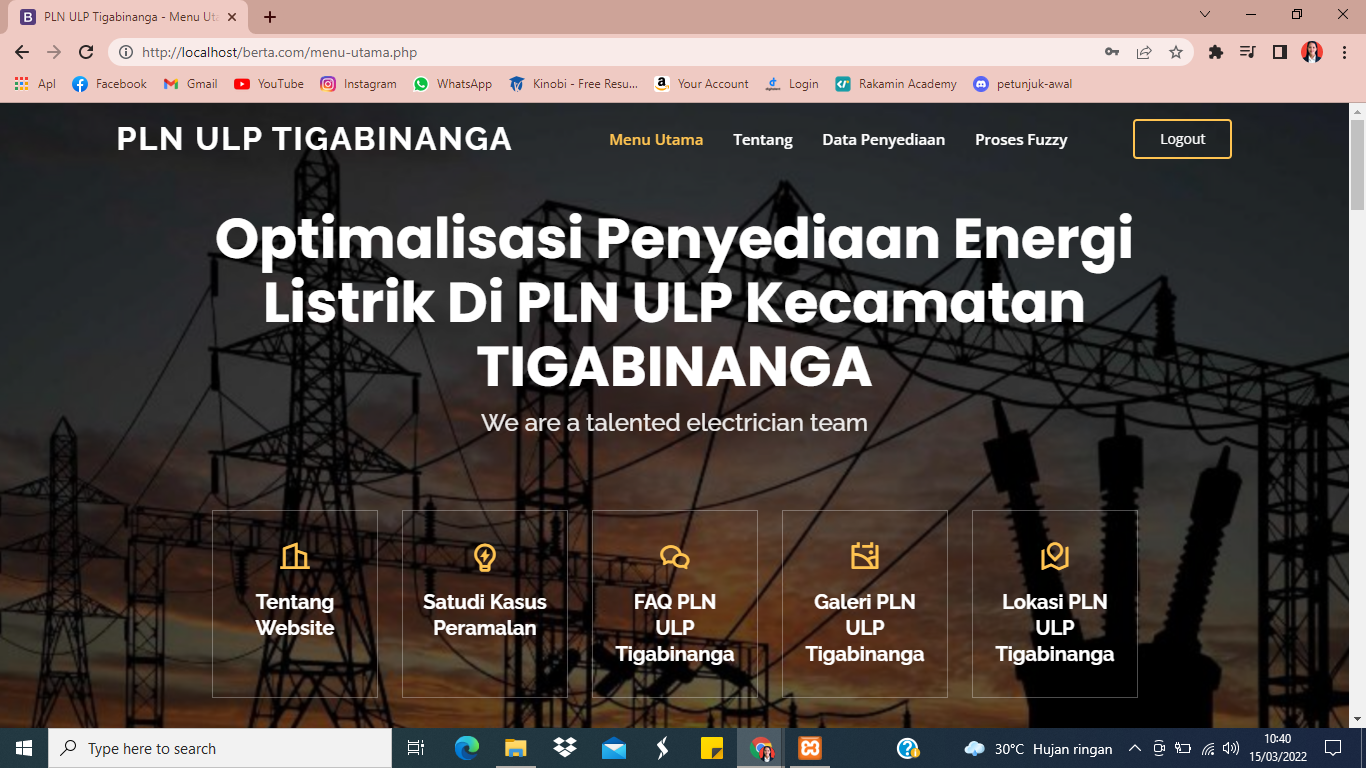 PLN ULP Tigabinanga - Menu Uta
http://localhost/berta.com/menu-utama.php
Apl Facebook Gmail YouTube Instagram WhatsApp Kinobi - Free Resu... Your Account Login Rakamin Academy petunjuk-awal
PLN ULP TIGABINANGA Menu Utama Tentang Data Penyediaan Proses Fuzzy Logout
Optimalisasi Penyediaan Energi
Listrik Di PLN ULP Kecamatan
TIGABINANGA
We are a talented electrician team
Tentang
Website
Satudi Kasus
Peramalan
FAQ PLN
ULP
Tigabinanga
Galeri PLN
ULP
Tigabinanga
Lokasi PLN
ULP
Tigabinanga
Type here to search
30°C Hujan ringan
10:40
15/03/2022